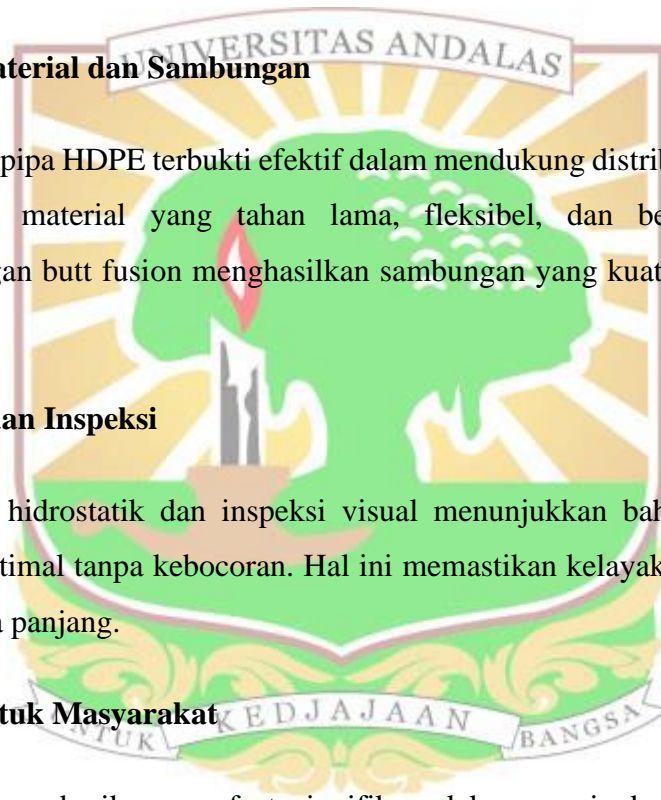 UNIVERSITAS ANDALAS
aterial dan Sambungan
pipa HDPE terbukti efektif dalam mendukung distrib
material yang tahan lama, fleksibel, dan be
gan butt fusion menghasilkan sambungan yang kuat
dan Inspeksi
hidrostatik dan inspeksi visual menunjukkan bah
timal tanpa kebocoran. Hal ini memastikan kelayak
a panjang.
tuk Masyarakat
UNTUK KEDJAJAAN BANGSA